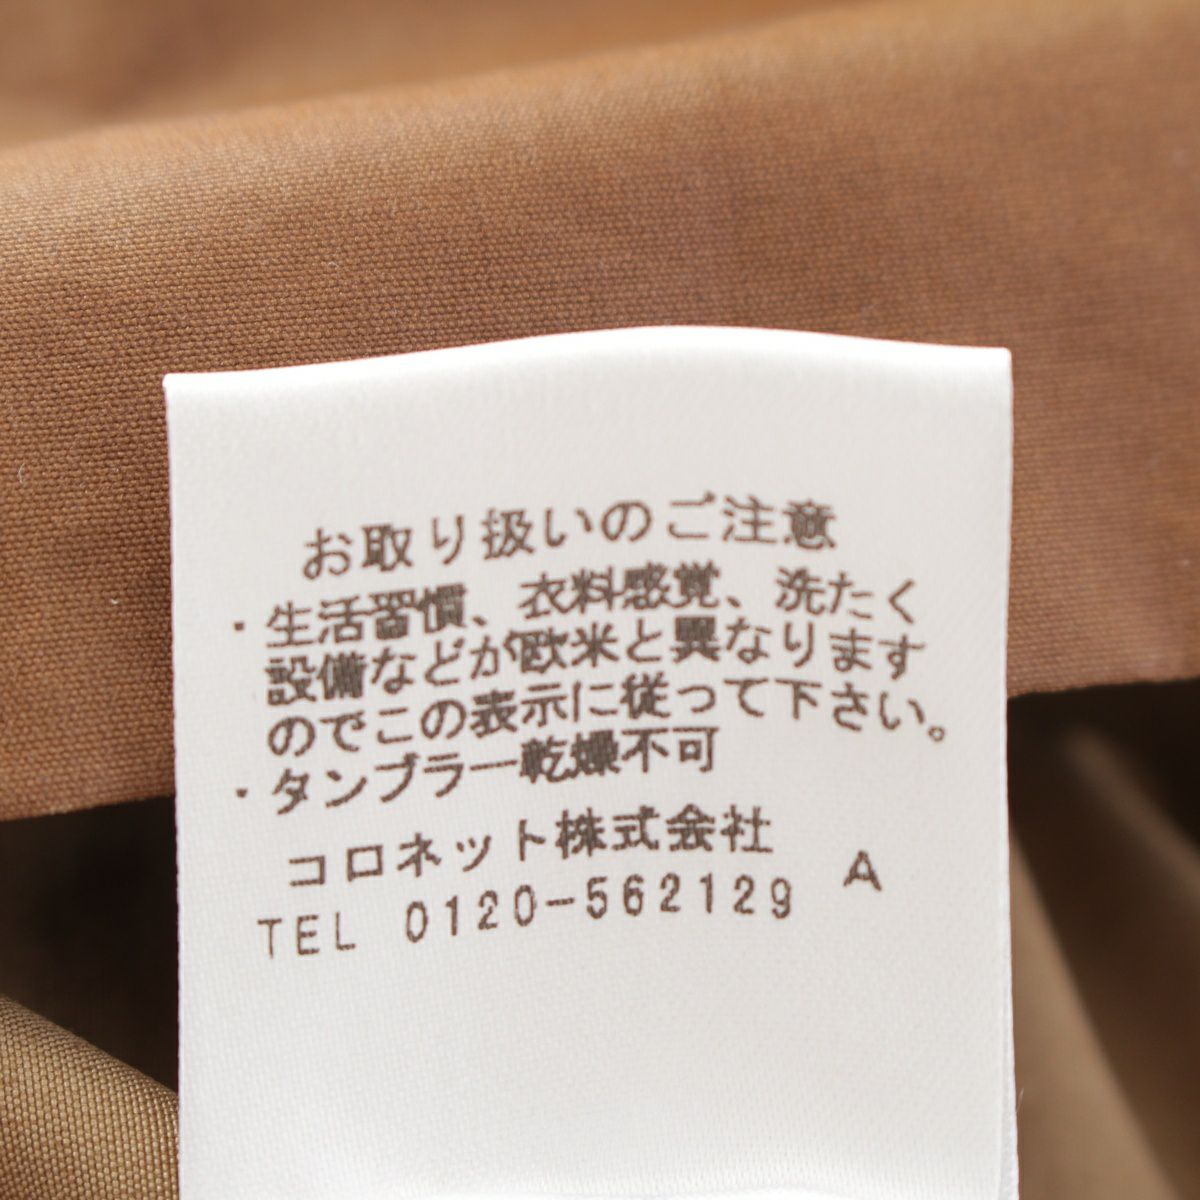 お取り扱いのご注意
・生活習慣、衣料感覚、洗たく
設備などが欧米と異なります
のでこの表示に従って下さい。
・タンブラー乾燥不可
コロネット株式会社
TEL 0120-562129 A